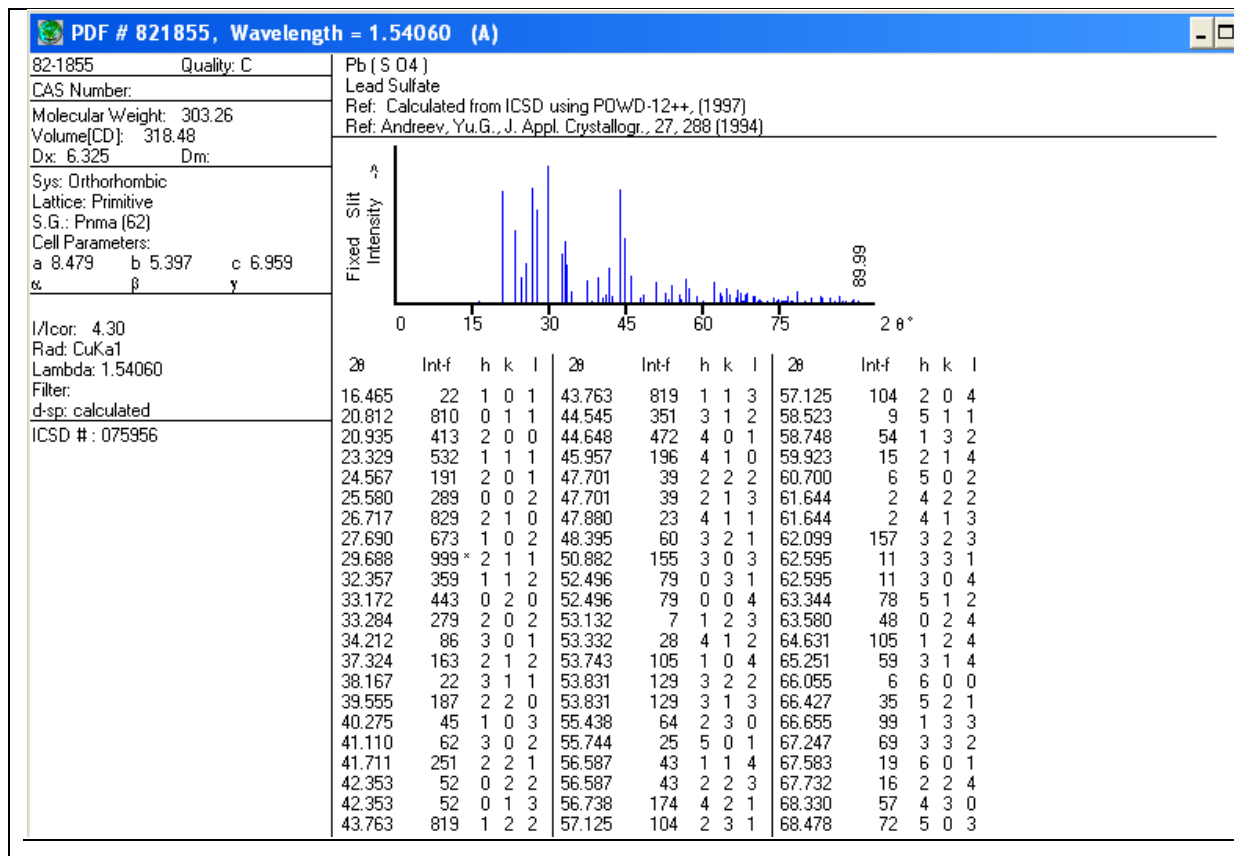 PDF # 821855, Wavelength = 1.54060 (A)
82-1855 Quality: C
CAS Number:
Molecular Weight: 303.26
Volume[CD]: 318.48
Dx: 6.325 Dm:
Sys: Orthorhombic
Lattice: Primitive
S.G.: Pnma (62)
Cell Parameters:
a 8.479 b 5.397 c 6.959
α β γ
I/Icor: 4.30
Rad: CuKa1
Lambda: 1.54060
Filter:
d-sp: calculated
ICSD # : 075956
Pb ( S O4 )
Lead Sulfate
Ref: Calculated from ICSD using POWD-12++, (1997)
Ref: Andreev, Yu.G., J. Appl. Crystallogr., 27, 288 (1994)
Fixed Slit
Intensity ->
89.99
0 15 30 45 60 75 2 θ°
2θ Int-f h k l 2θ Int-f h k l 2θ Int-f h k l
16.465 22 1 0 1 43.763 819 1 1 3 57.125 104 2 0 4
20.812 810 0 1 1 44.545 351 3 1 2 58.523 9 5 1 1
20.935 413 2 0 0 44.648 472 4 0 1 58.748 54 1 3 2
23.329 532 1 1 1 45.957 196 4 1 0 59.923 15 2 1 4
24.567 191 2 0 1 47.701 39 2 2 2 60.700 6 5 0 2
25.580 289 0 0 2 47.701 39 2 1 3 61.644 2 4 2 2
26.717 829 2 1 0 47.880 23 4 1 1 61.644 2 4 1 3
27.690 673 1 0 2 48.395 60 3 2 1 62.099 157 3 2 3
29.688 999 * 2 1 1 50.882 155 3 0 3 62.595 11 3 3 1
32.357 359 1 1 2 52.496 79 0 3 1 62.595 11 3 0 4
33.172 443 0 2 0 52.496 79 0 0 4 63.344 78 5 1 2
33.284 279 2 0 2 53.132 7 1 2 3 63.580 48 0 2 4
34.212 86 3 0 1 53.332 28 4 1 2 64.631 105 1 2 4
37.324 163 2 1 2 53.743 105 1 0 4 65.251 59 3 1 4
38.167 22 3 1 1 53.831 129 3 2 2 66.055 6 6 0 0
39.555 187 2 2 0 53.831 129 3 1 3 66.427 35 5 2 1
40.275 45 1 0 3 55.438 64 2 3 0 66.655 99 1 3 3
41.110 62 3 0 2 55.744 25 5 0 1 67.247 69 3 3 2
41.711 251 2 2 1 56.587 43 1 1 4 67.583 19 6 0 1
42.353 52 0 2 2 56.587 43 2 2 3 67.732 16 2 2 4
42.353 52 0 1 3 56.738 174 4 2 1 68.330 57 4 3 0
43.763 819 1 2 2 57.125 104 2 3 1 68.478 72 5 0 3